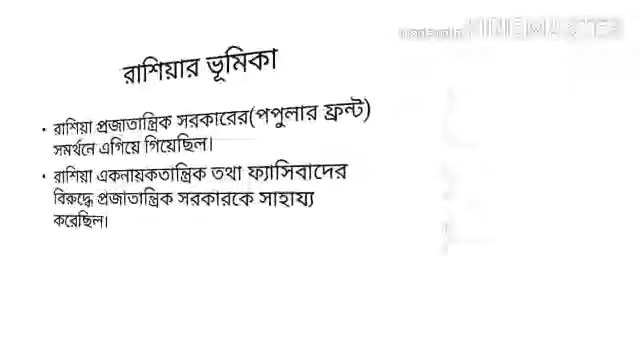 রাশিয়ার ভূমিকা
• রাশিয়া প্রজাতান্ত্রিক সরকারের(পপুলার ফ্রন্ট)
সমর্থনে এগিয়ে গিয়েছিল।
• রাশিয়া একনায়কতান্ত্রিক তথা ফ্যাসিবাদের
বিরুদ্ধে প্রজাতান্ত্রিক সরকারকে সাহায্য
করেছিল।